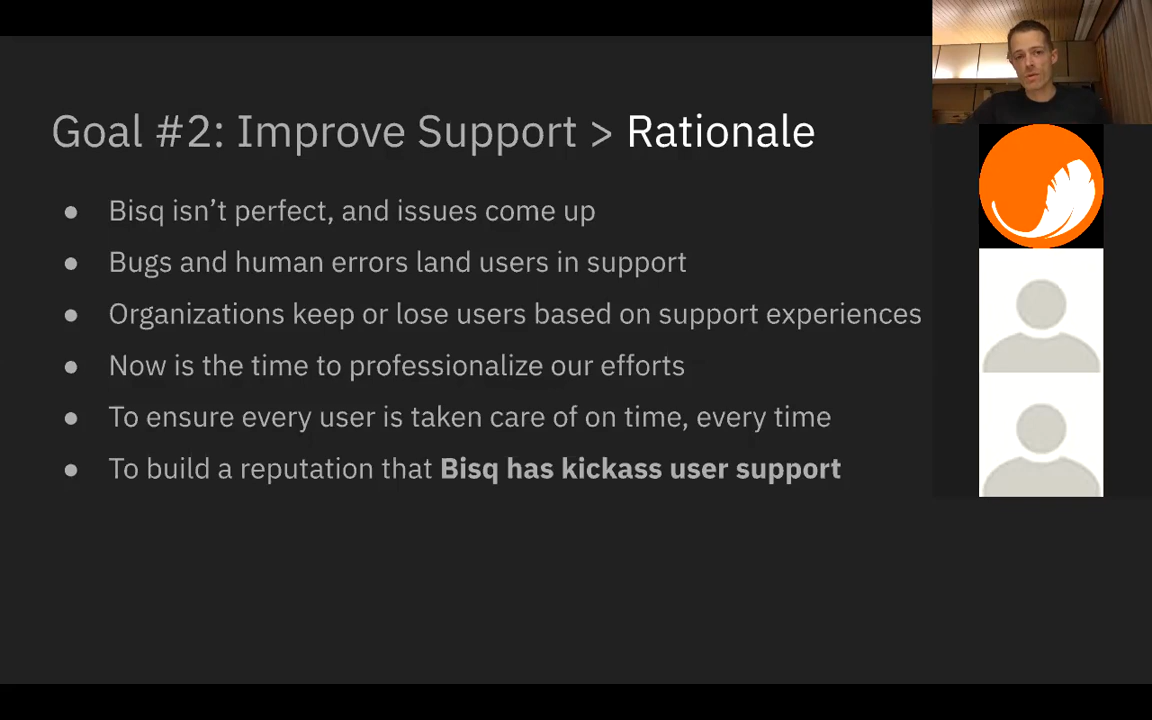 Goal #2: Improve Support > Rationale
● Bisq isn’t perfect, and issues come up
● Bugs and human errors land users in support
● Organizations keep or lose users based on support experiences
● Now is the time to professionalize our efforts
● To ensure every user is taken care of on time, every time
● To build a reputation that Bisq has kickass user support